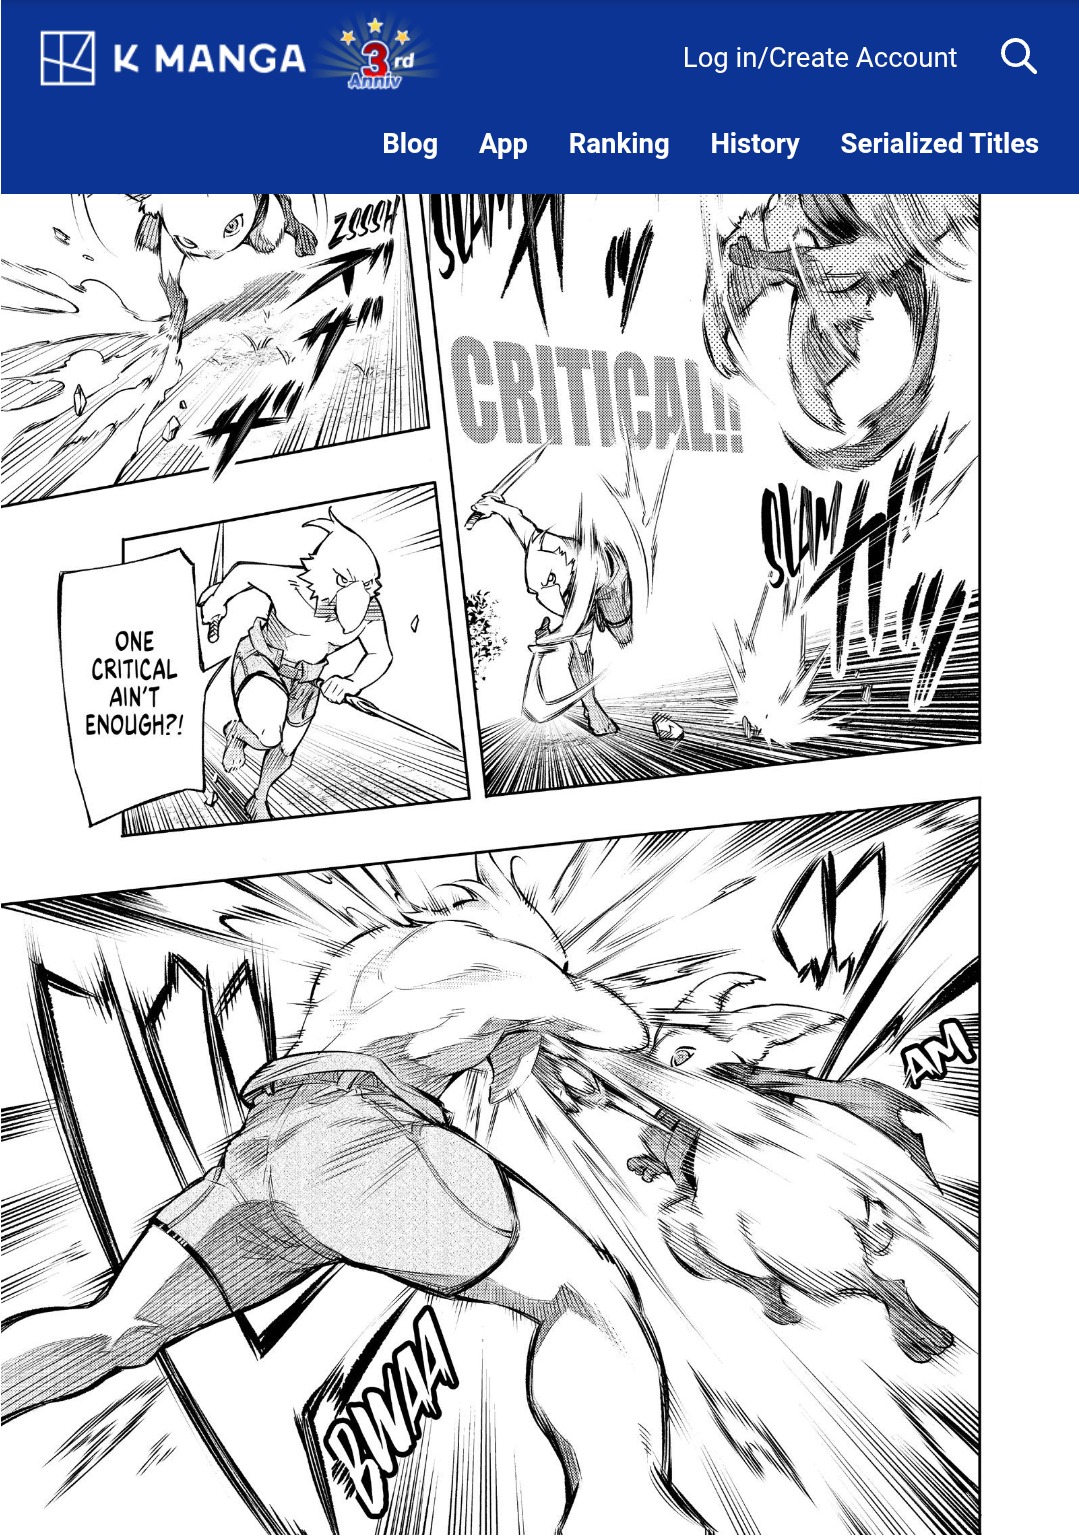 K MANGA
3rd
Anniv
Log in/Create Account
Blog App Ranking History Serialized Titles
SLAM
ZSSSH
CRITICAL!!
SLAM
ONE
CRITICAL
AIN'T
ENOUGH?!
AM
BWAA